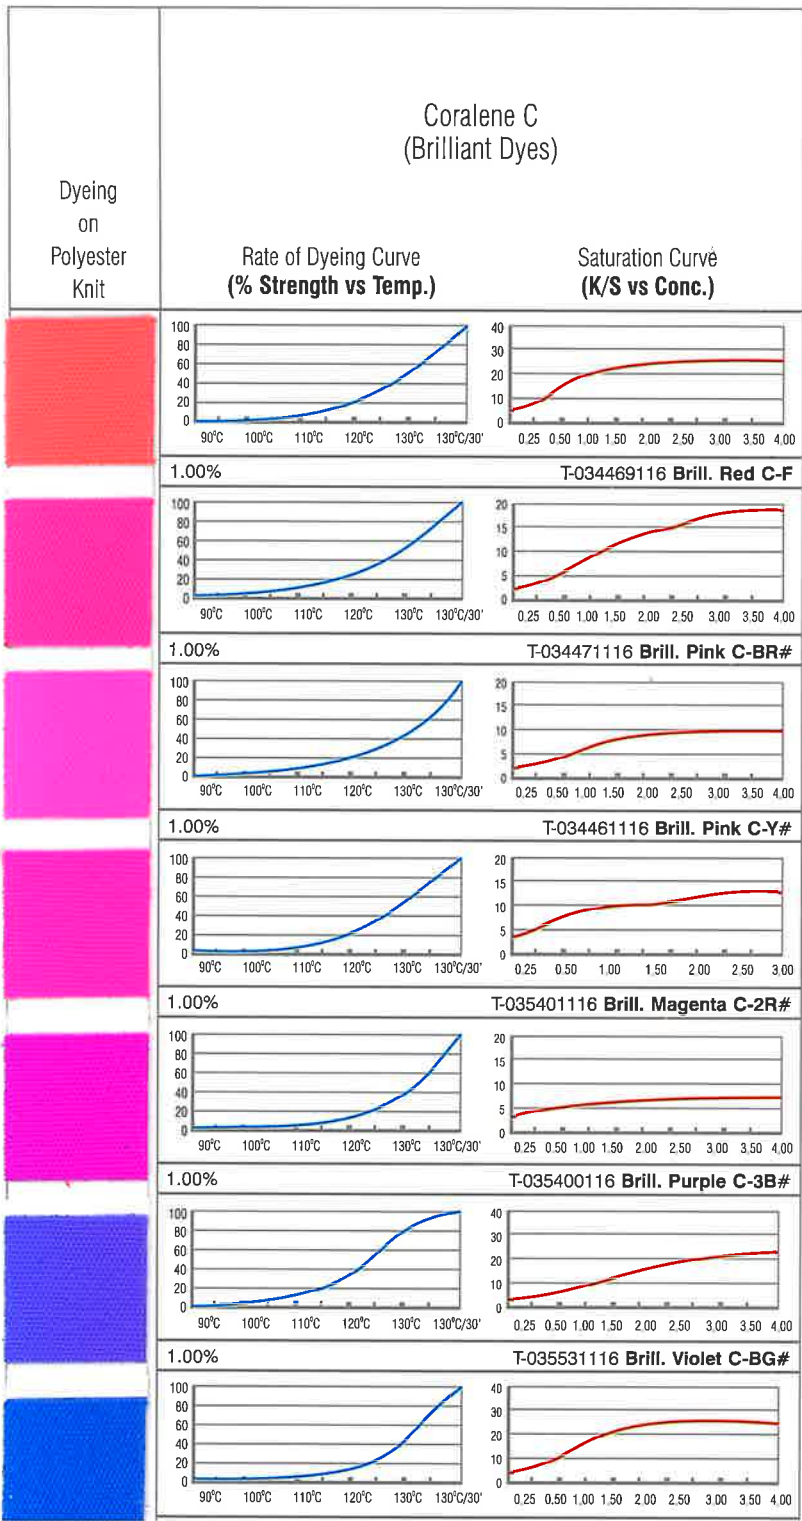 Coralene C
(Brilliant Dyes)
Dyeing
on
Polyester
Knit
Rate of Dyeing Curve
(% Strength vs Temp.)
Saturation Curve
(K/S vs Conc.)
100
80
60
40
20
0
90°C 100°C 110°C 120°C 130°C 130°C/30'
40
30
20
10
0
0.25 0.50 1.00 1.50 2.00 2.50 3.00 3.50 4.00
1.00% T-034469116 Brill. Red C-F
100
80
60
40
20
0
90°C 100°C 110°C 120°C 130°C 130°C/30'
20
15
10
5
0
0.25 0.50 1.00 1.50 2.00 2.50 3.00 3.50 4.00
1.00% T-034471116 Brill. Pink C-BR#
100
80
60
40
20
0
90°C 100°C 110°C 120°C 130°C 130°C/30'
20
15
10
5
0
0.25 0.50 1.00 1.50 2.00 2.50 3.00 3.50 4.00
1.00% T-034461116 Brill. Pink C-Y#
100
80
60
40
20
0
90°C 100°C 110°C 120°C 130°C 130°C/30'
20
15
10
5
0
0.25 0.50 1.00 1.50 2.00 2.50 3.00
1.00% T-035401116 Brill. Magenta C-2R#
100
80
60
40
20
0
90°C 100°C 110°C 120°C 130°C 130°C/30'
20
15
10
5
0
0.25 0.50 1.00 1.50 2.00 2.50 3.00 3.50 4.00
1.00% T-035400116 Brill. Purple C-3B#
100
80
60
40
20
0
90°C 100°C 110°C 120°C 130°C 130°C/30'
40
30
20
10
0
0.25 0.50 1.00 1.50 2.00 2.50 3.00 3.50 4.00
1.00% T-035531116 Brill. Violet C-BG#
100
80
60
40
20
0
90°C 100°C 110°C 120°C 130°C 130°C/30'
40
30
20
10
0
0.25 0.50 1.00 1.50 2.00 2.50 3.00 3.50 4.00